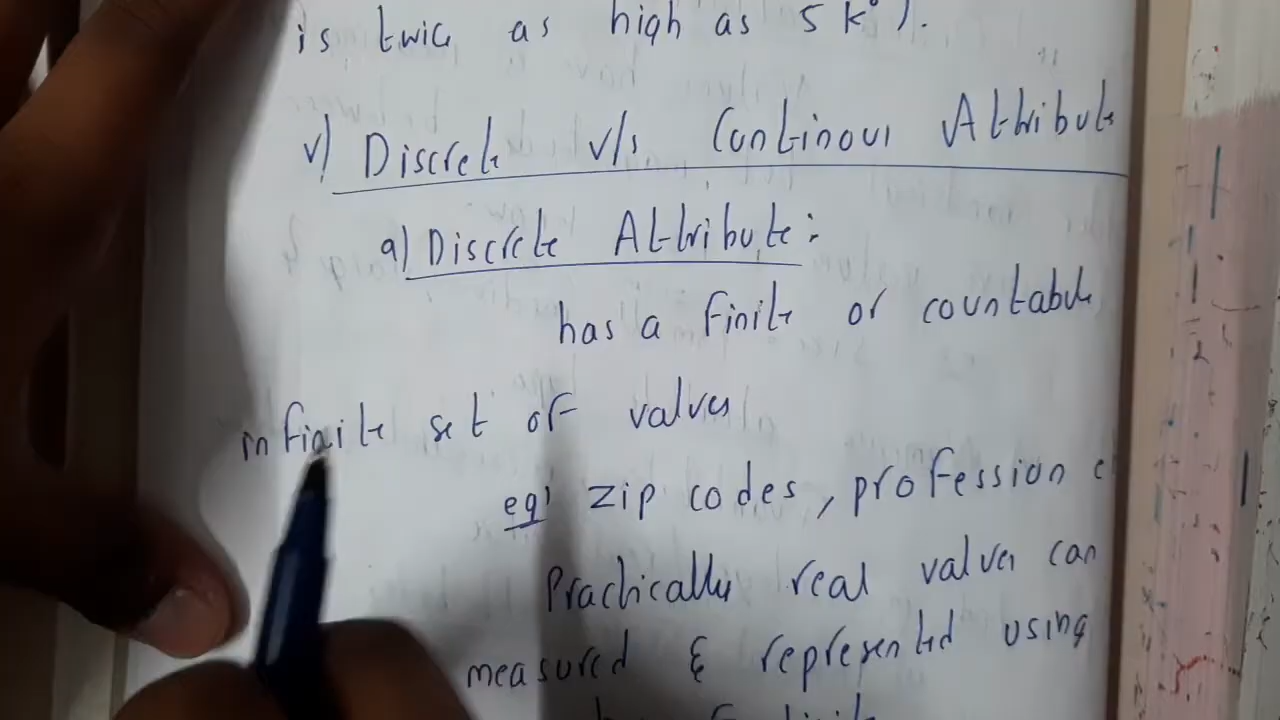 is twice as high as 5 K°).
v) Discrete v/s Continous Attribute
a) Discrete Attribute:
has a finite or countable
infinite set of values
eg' zip codes, profession
Practically real values can
measured & represented using